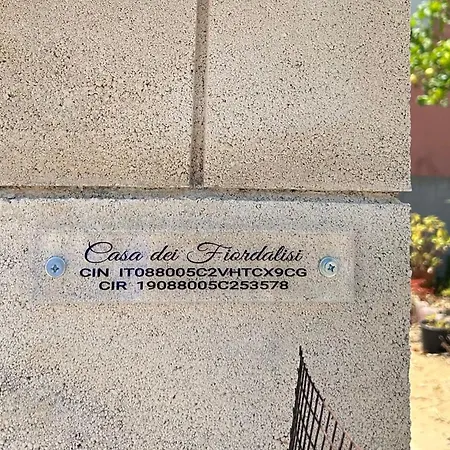 Casa dei Fiordalisi
CIN IT088005C2VHTCX9CG
CIR 19088005C253578